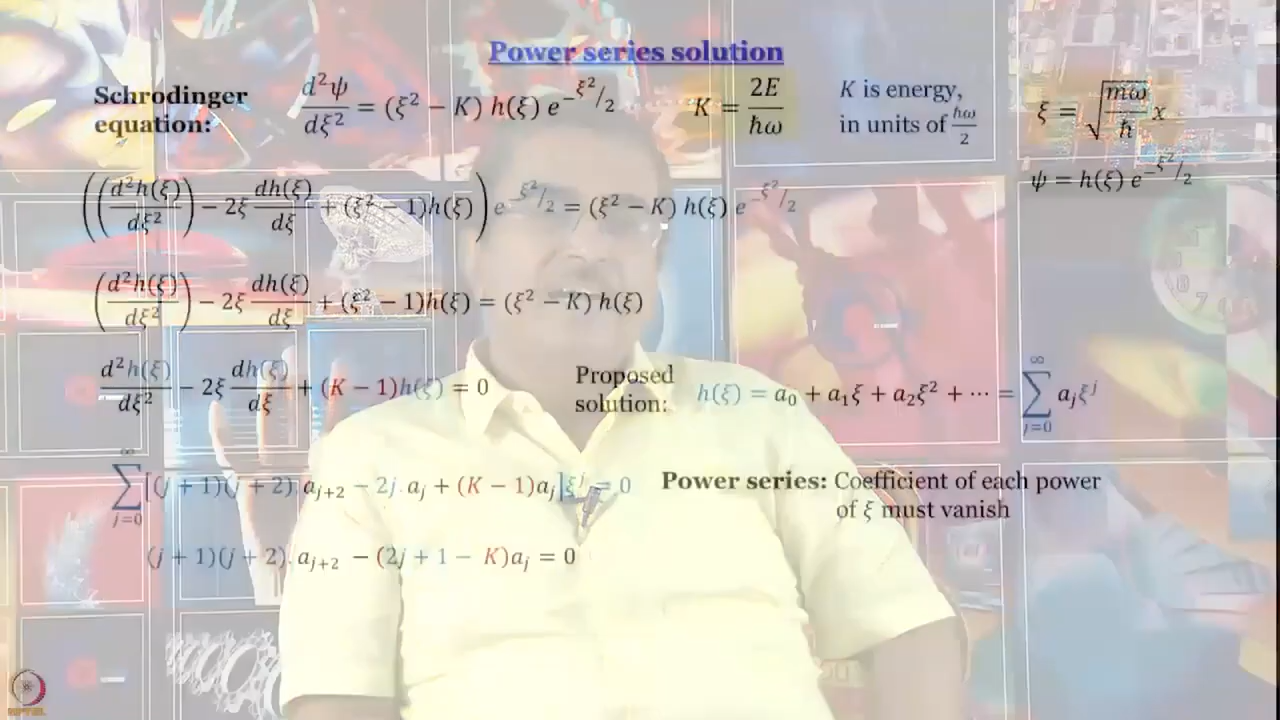 Power series solution
Schrodinger equation: d²ψ/dξ² = (ξ² − K) h(ξ) e^(−ξ²/2) K = 2E/ħω K is energy, in units of ħω/2 ξ = √(mω/ħ) x
ψ = h(ξ) e^(−ξ²/2)
((d²h(ξ)/dξ²) − 2ξ dh(ξ)/dξ + (ξ² − 1)h(ξ)) e^(−ξ²/2) = (ξ² − K) h(ξ) e^(−ξ²/2)
(d²h(ξ)/dξ²) − 2ξ dh(ξ)/dξ + (ξ² − 1)h(ξ) = (ξ² − K) h(ξ)
d²h(ξ)/dξ² − 2ξ dh(ξ)/dξ + (K − 1)h(ξ) = 0 Proposed solution: h(ξ) = a₀ + a₁ξ + a₂ξ² + ⋯ = ∑_{j=0}^{∞} a_j ξ^j
∑_{j=0}^{∞} [(j + 1)(j + 2). a_{j+2} − 2j. a_j + (K − 1)a_j]ξ^j = 0 Power series: Coefficient of each power of ξ must vanish
(j + 1)(j + 2). a_{j+2} − (2j + 1 − K)a_j = 0
NPTEL